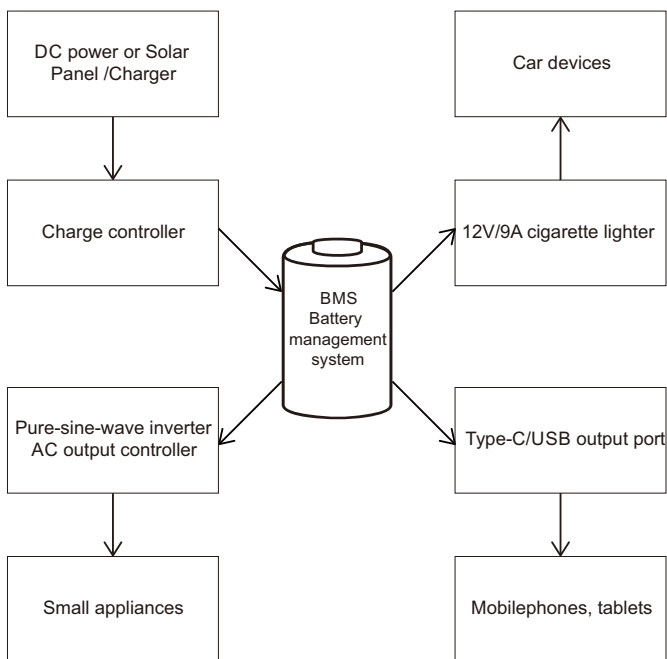 DC power or Solar
Panel /Charger
Car devices
Charge controller
12V/9A cigarette lighter
BMS
Battery
management
system
Pure-sine-wave inverter
AC output controller
Type-C/USB output port
Small appliances
Mobilephones, tablets